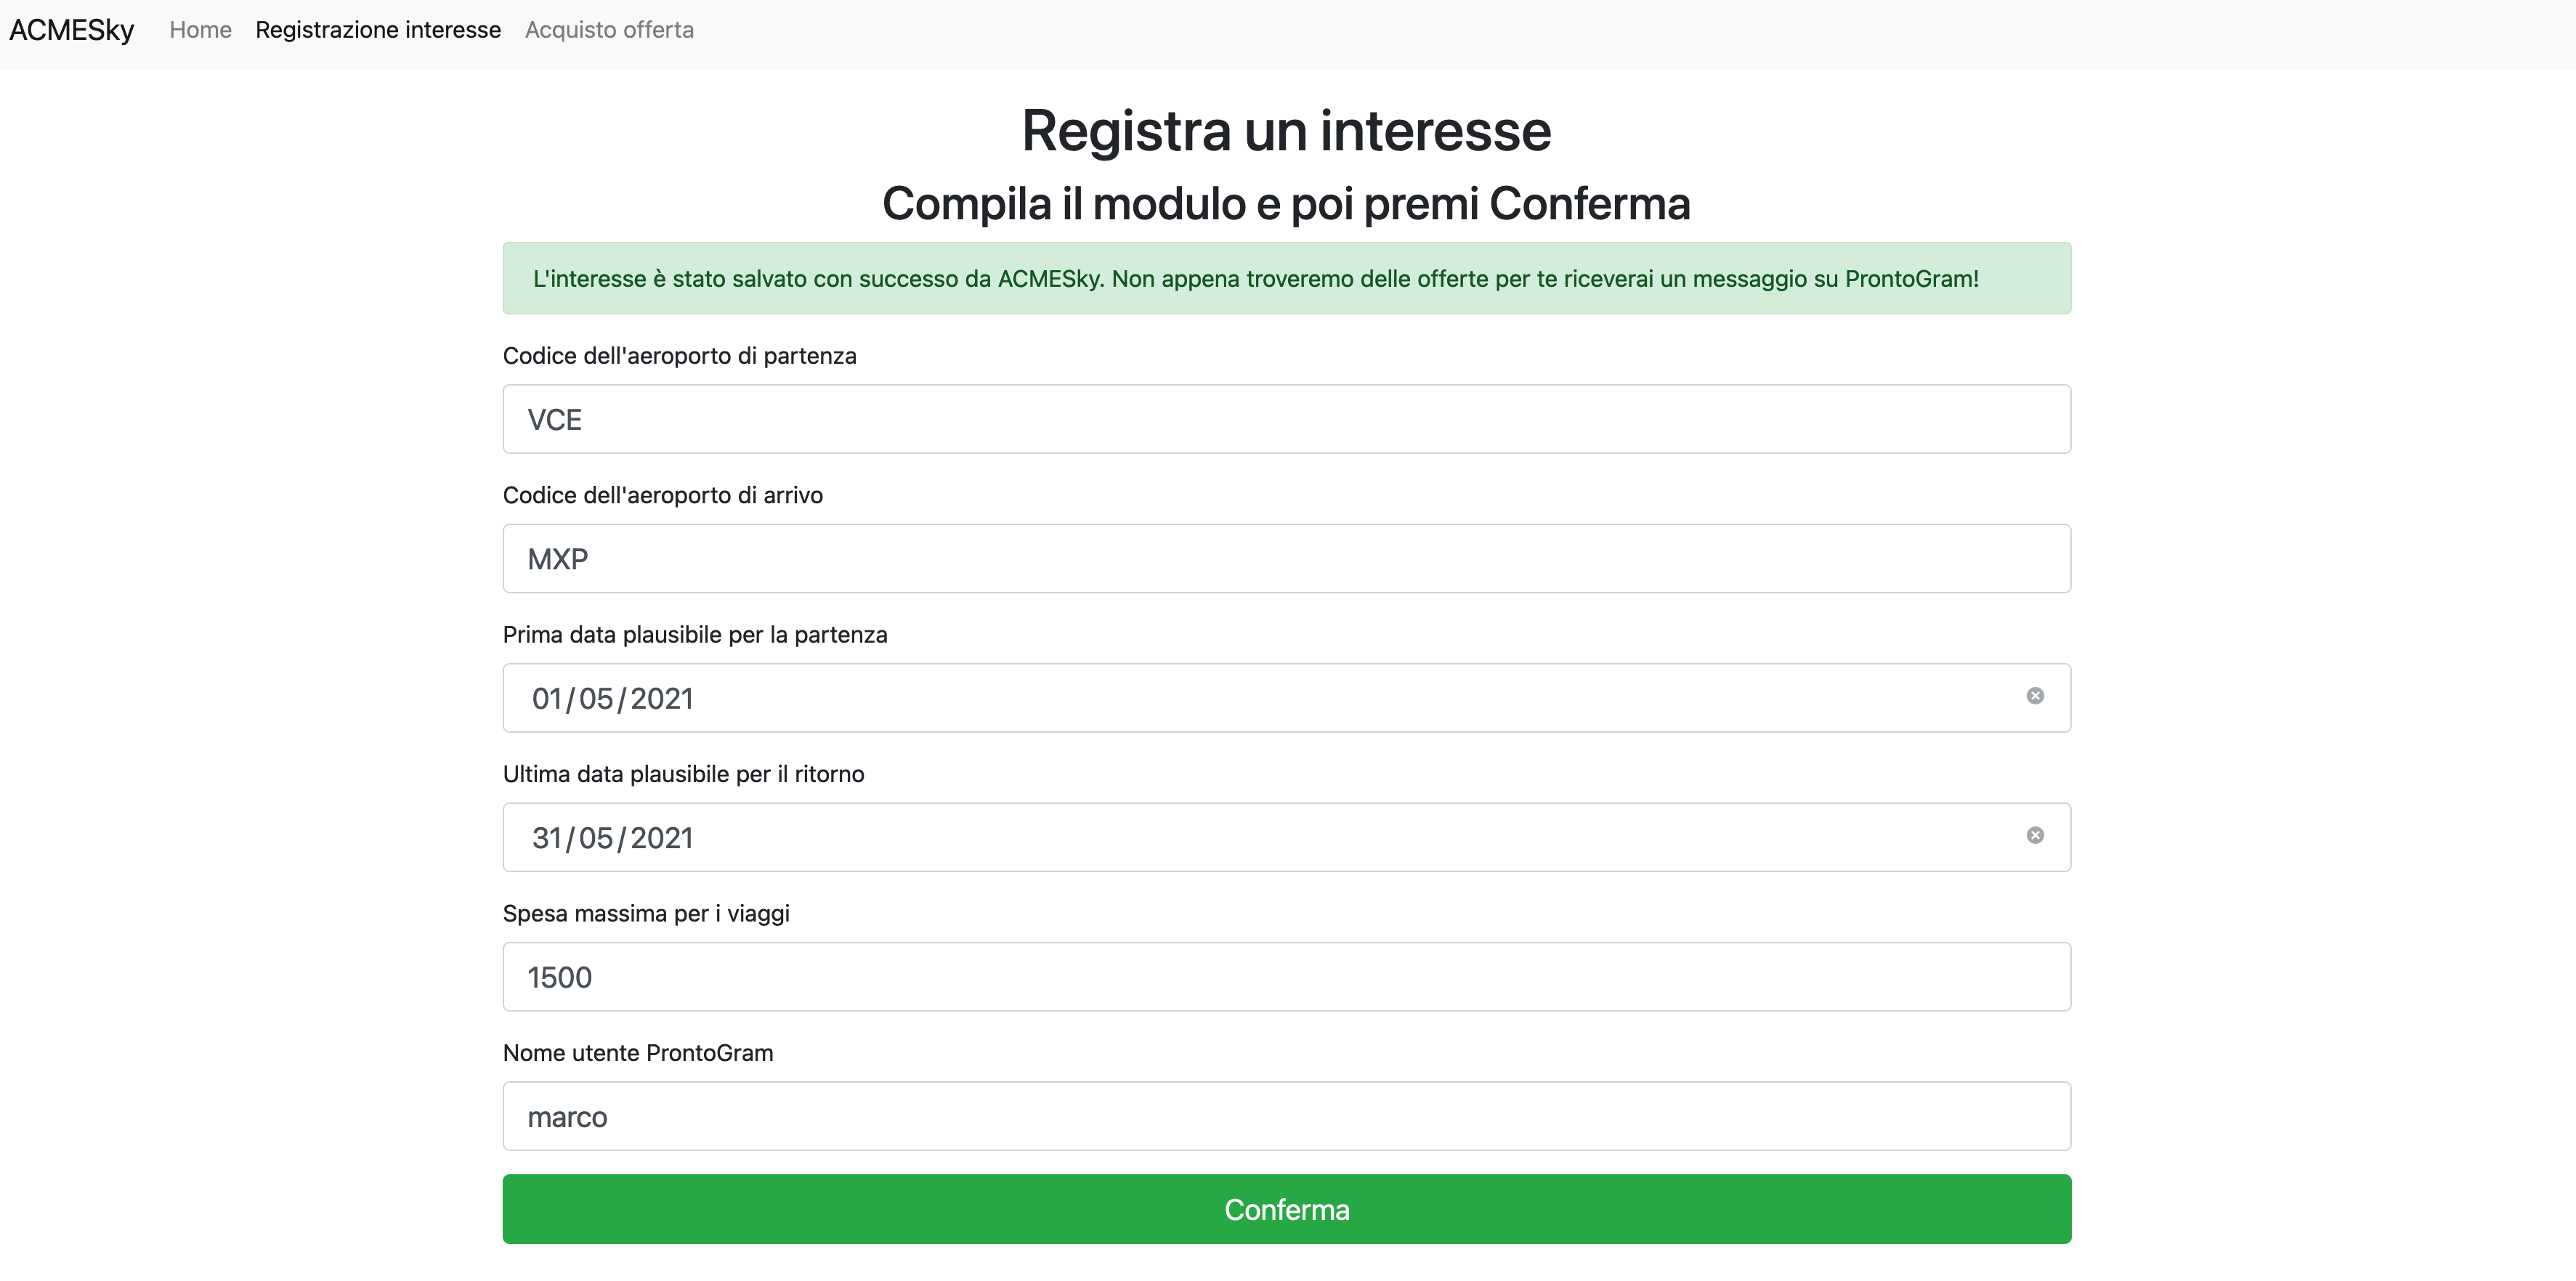 ACMESky Home Registrazione interesse Acquisto offerta
Registra un interesse
Compila il modulo e poi premi Conferma
L'interesse è stato salvato con successo da ACMESky. Non appena troveremo delle offerte per te riceverai un messaggio su ProntoGram!
Codice dell'aeroporto di partenza
VCE
Codice dell'aeroporto di arrivo
MXP
Prima data plausibile per la partenza
01/05/2021
Ultima data plausibile per il ritorno
31/05/2021
Spesa massima per i viaggi
1500
Nome utente ProntoGram
marco
Conferma